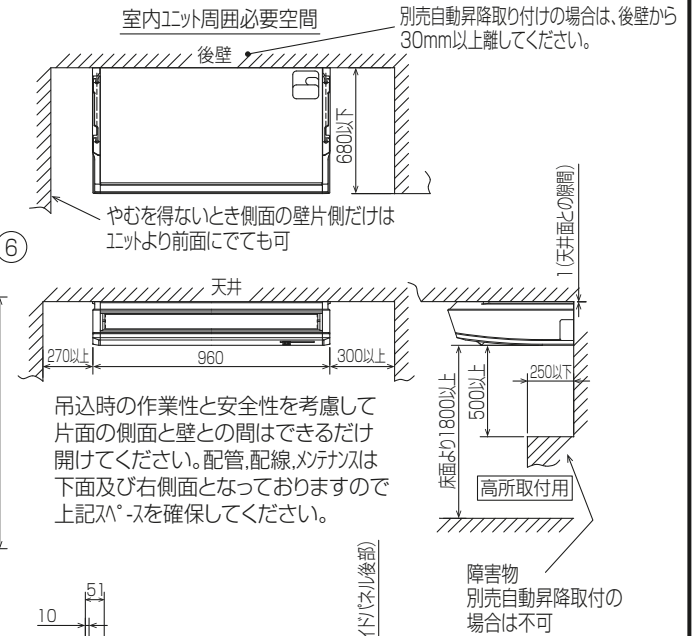 室内ユニット周囲必要空間
別売自動昇降取り付けの場合は、後壁から
30mm以上離してください。
後壁
680以下
やむを得ないとき側面の壁片側だけは
ユニットより前面にでても可
6
1(天井面との隙間)
天井
270以上
960
300以上
吊込時の作業性と安全性を考慮して
片面の側面と壁との間はできるだけ
開けてください。配管,配線,メンテナンスは
下面及び右側面となっておりますので
上記スペースを確保してください。
床面より1800以上
500以上
250以下
高所取付用
障害物
別売自動昇降取付の
場合は不可
51
10
イドパネル後部)